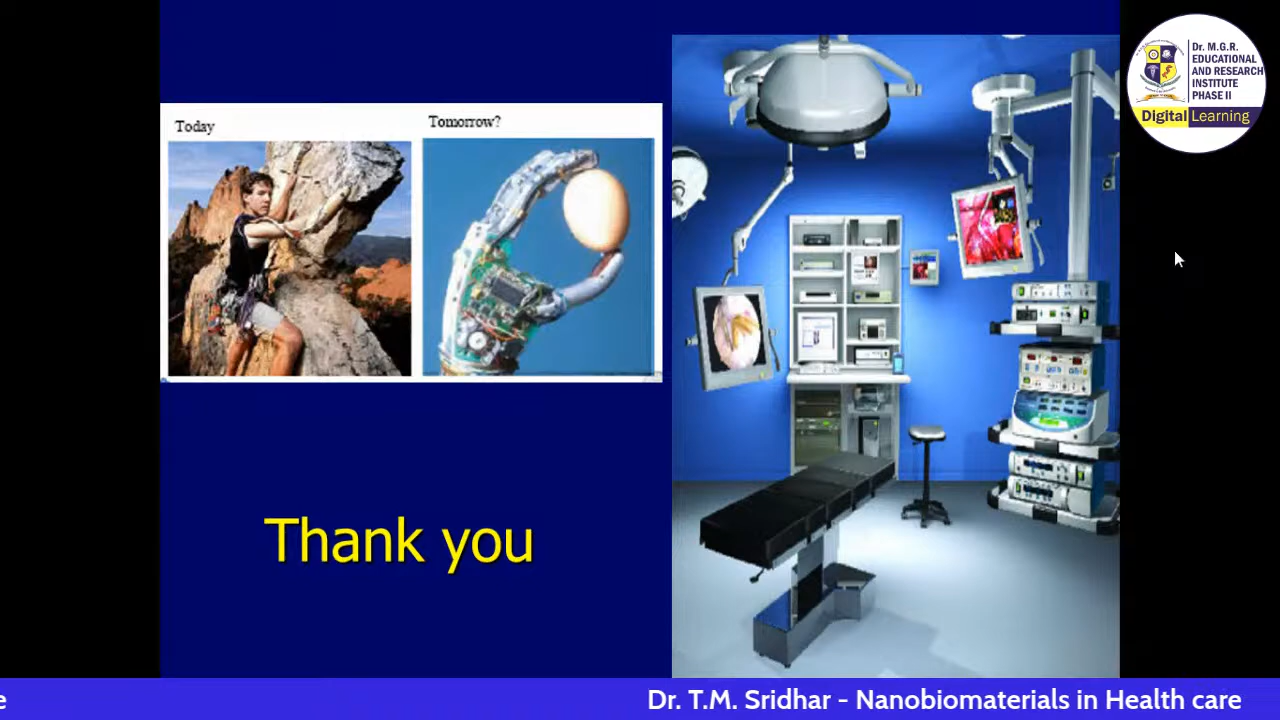 Today
Tomorrow?
Thank you
Dr. M.G.R.
EDUCATIONAL
AND RESEARCH
INSTITUTE
PHASE II
Digital Learning
e
Dr. T.M. Sridhar - Nanobiomaterials in Health care